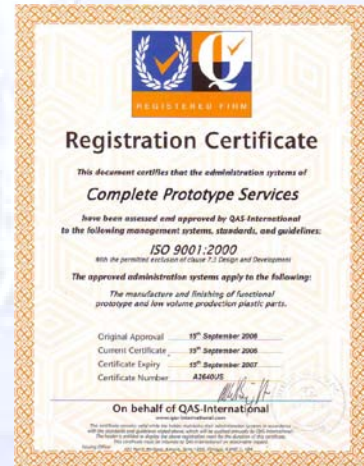 REGISTERED FIRM
Registration Certificate
This document certifies that the administration systems of
Complete Prototype Services
have been assessed and approved by QAS-International
to the following management systems, standards, and guidelines:
ISO 9001:2000
With the permitted exclusion of clause 7.3 Design and Development
The approved administration systems apply to the following:
The manufacture and finishing of functional
prototype and low volume production plastic parts.
Original Approval 15th September 2006
Current Certificate 15th September 2006
Certificate Expiry 15th September 2007
Certificate Number A2640US
On behalf of QAS-International
www.qas-international.com